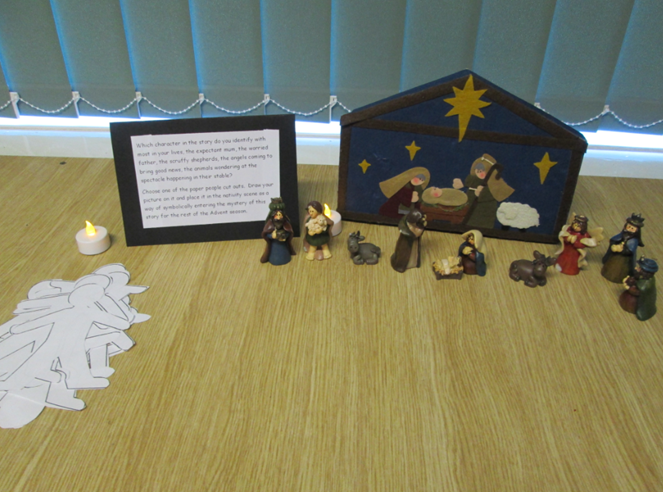 Which character in the story do you identify with
most in your lives, the expectant mum, the worried
father, the scruffy shepherds, the angels coming to
bring good news, the animals wondering at the
spectacle happening in their stable?
Choose one of the paper people cut outs. Draw your
picture on it and place it in the nativity scene as a
way of symbolically entering the mystery of this
story for the rest of the Advent season.